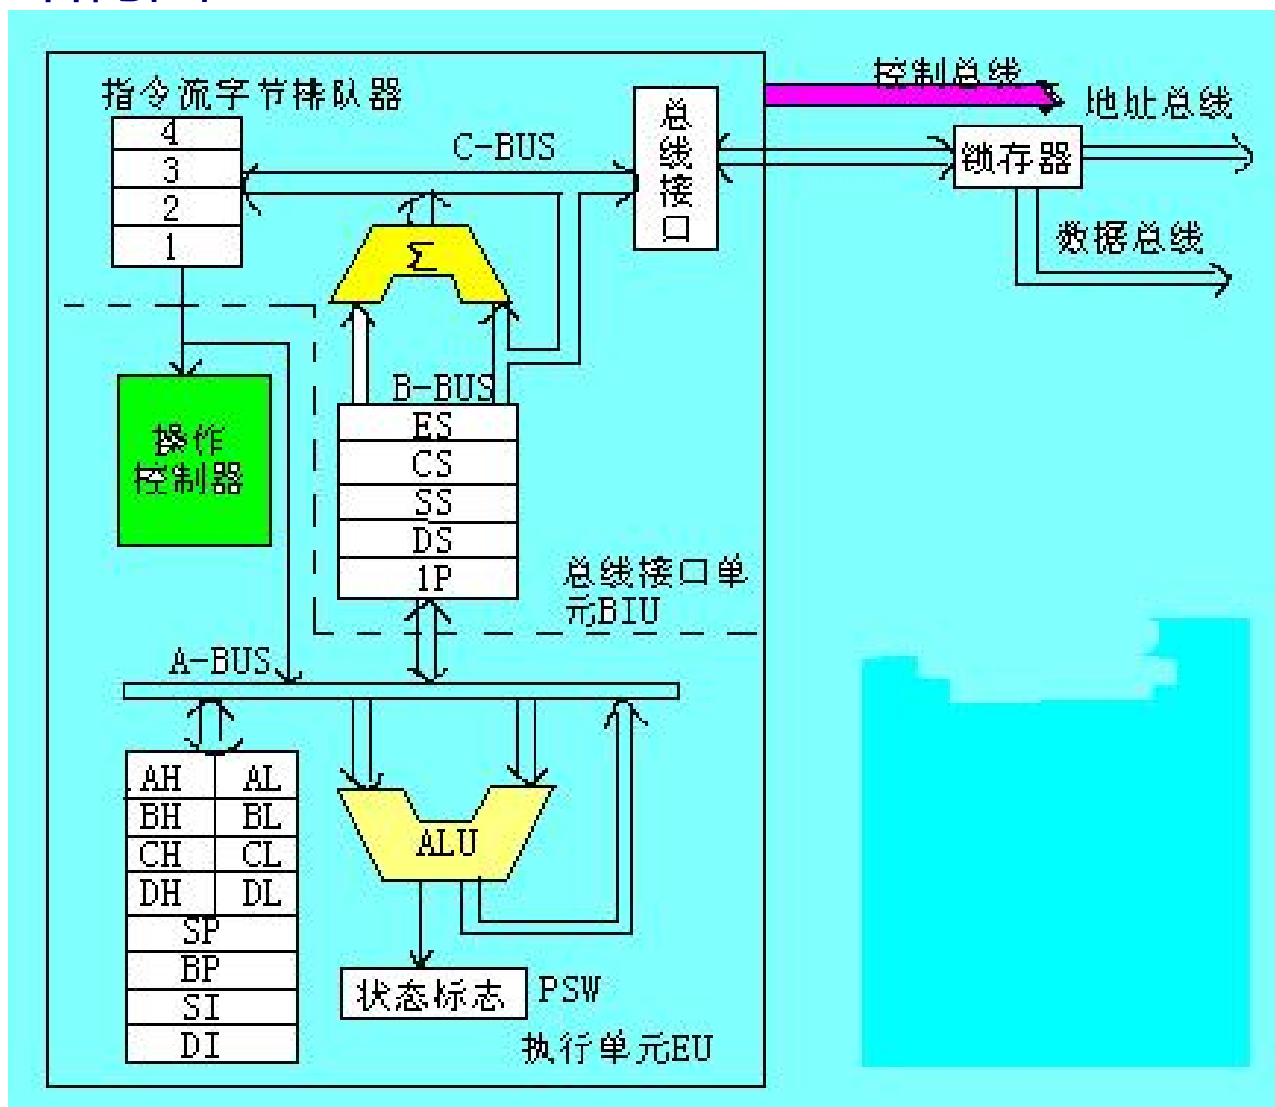 控制总线
指令流字节排队器
地址总线
4
3
2
1
C-BUS
总线接口
锁存器
数据总线
Σ
B-BUS
ES
CS
SS
DS
1P
操作
控制器
总线接口单
元BIU
A-BUS
AH AL
BH BL
CH CL
DH DL
SP
BP
SI
DI
ALU
状态标志
PSW
执行单元EU